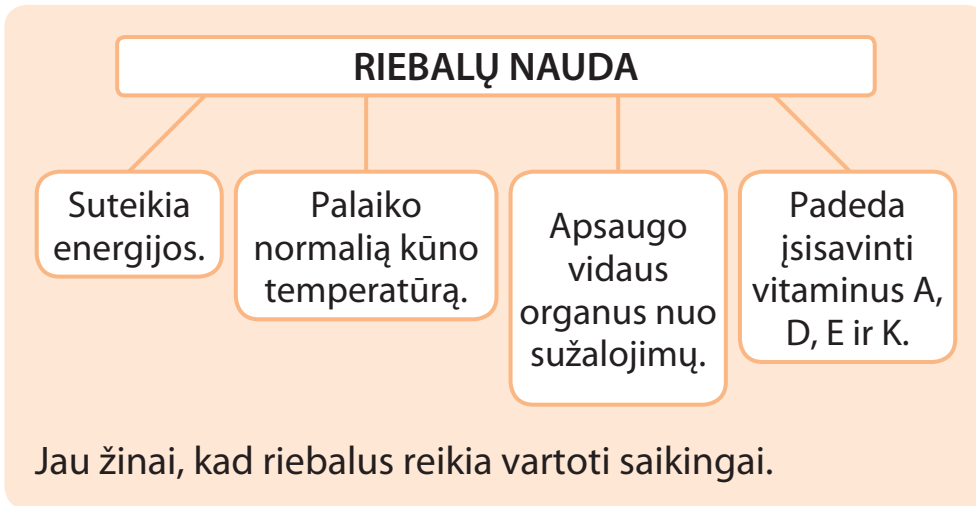 RIEBALŲ NAUDA
Suteikia
energijos.
Palaiko
normalią kūno
temperatūrą.
Apsaugo
vidaus
organus nuo
sužalojimų.
Padeda
įsisavinti
vitaminus A,
D, E ir K.
Jau žinai, kad riebalus reikia vartoti saikingai.